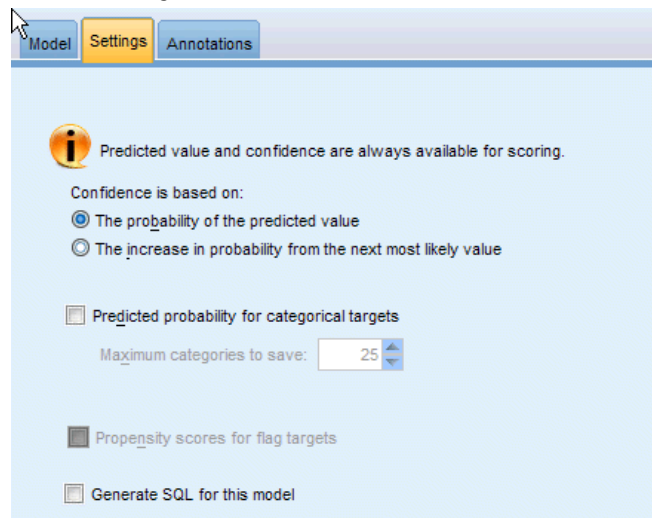 Model Settings Annotations
Predicted value and confidence are always available for scoring.
Confidence is based on:
The probability of the predicted value
The increase in probability from the next most likely value
Predicted probability for categorical targets
Maximum categories to save: 25
Propensity scores for flag targets
Generate SQL for this model